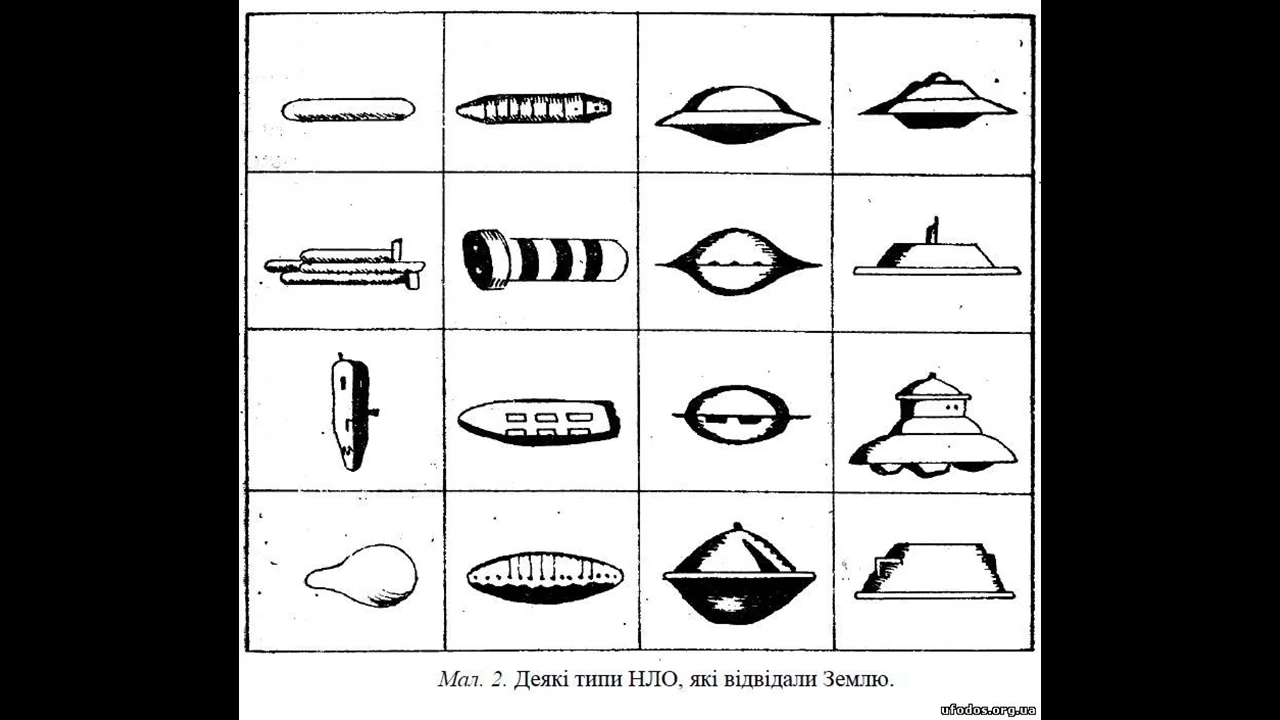 Мал. 2. Деякі типи НЛО, які відвідали Землю.
ufodos.org.ua